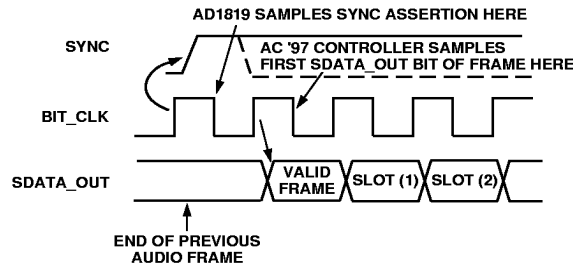 AD1819 SAMPLES SYNC ASSERTION HERE
SYNC
AC '97 CONTROLLER SAMPLES
FIRST SDATA_OUT BIT OF FRAME HERE
BIT_CLK
SDATA_OUT
VALID
FRAME
SLOT (1)
SLOT (2)
END OF PREVIOUS
AUDIO FRAME